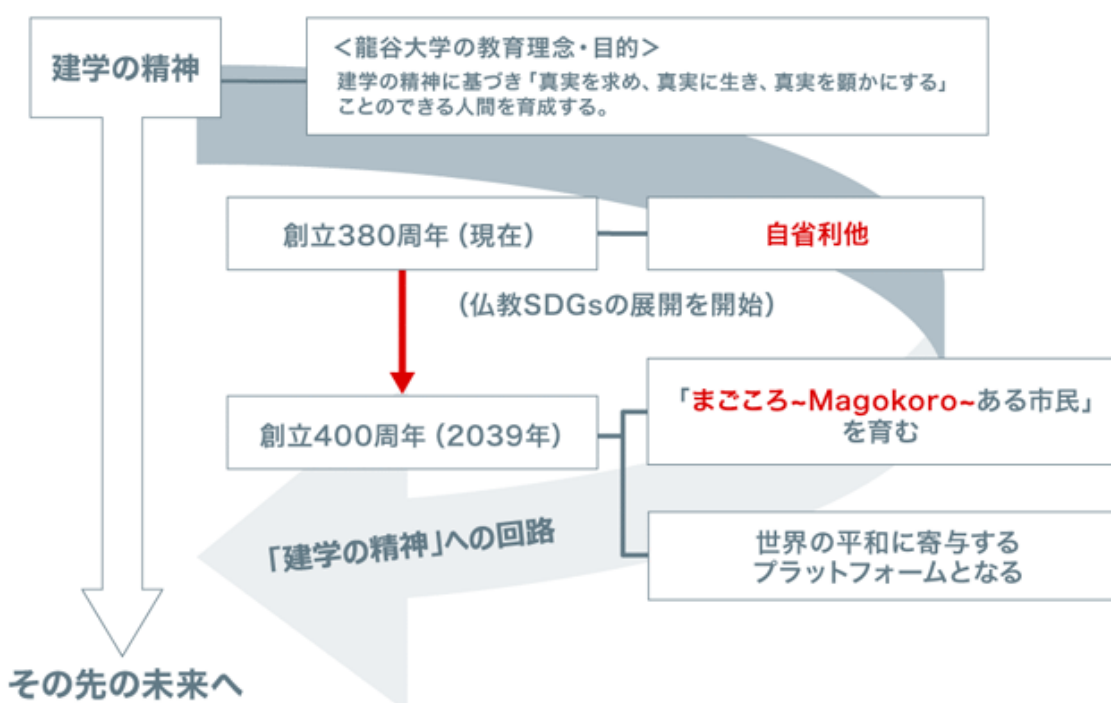 建学の精神
＜龍谷大学の教育理念・目的＞
建学の精神に基づき「真実を求め、真実に生き、真実を顕かにする」
ことのできる人間を育成する。
創立380周年（現在）
自省利他
（仏教SDGsの展開を開始）
創立400周年（2039年）
「まごころ~Magokoro~ある市民」
を育む
「建学の精神」への回路
世界の平和に寄与する
プラットフォームとなる
その先の未来へ